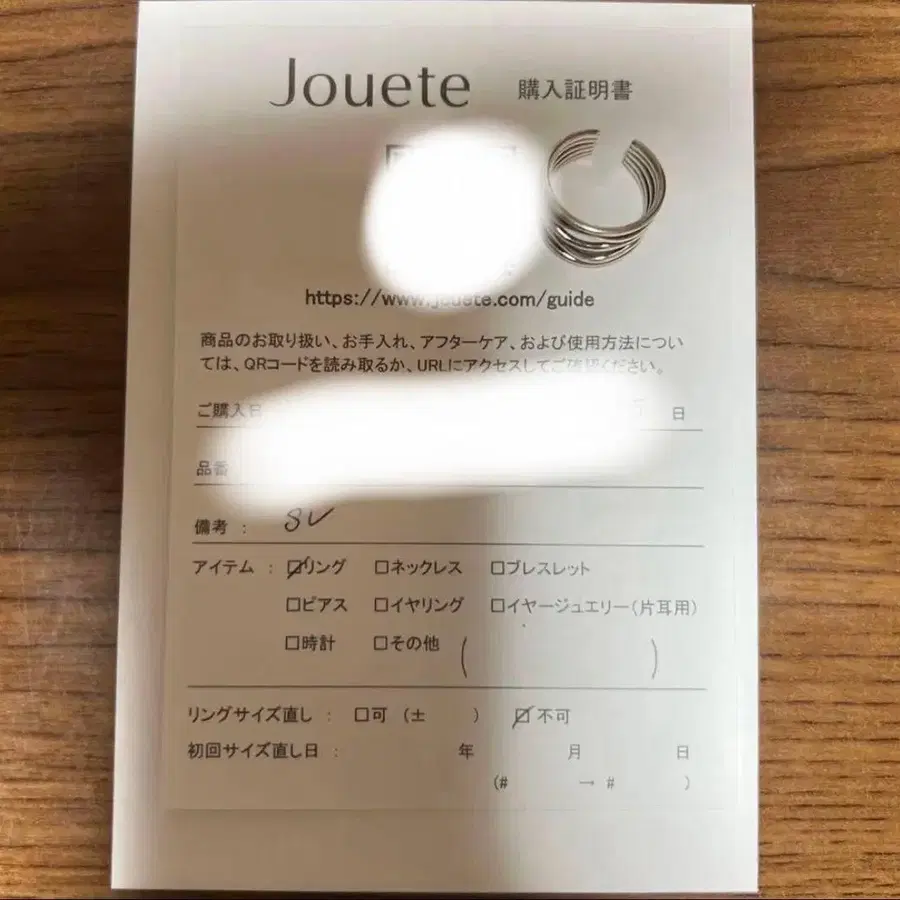 Jouete 購入証明書
https://www.jouete.com/guide
商品のお取り扱い、お手入れ、アフターケア、および使用方法につい
ては、QRコードを読み取るか、URLにアクセスしてご確認ください。
ご購入日 日
品番
備考 : SV
アイテム : ☑リング □ネックレス □ブレスレット
□ピアス □イヤリング □イヤージュエリー(片耳用)
□時計 □その他 ( )
リングサイズ直し : □可 (± ) ☑不可
初回サイズ直し日 : 年 月 日
(# → # )